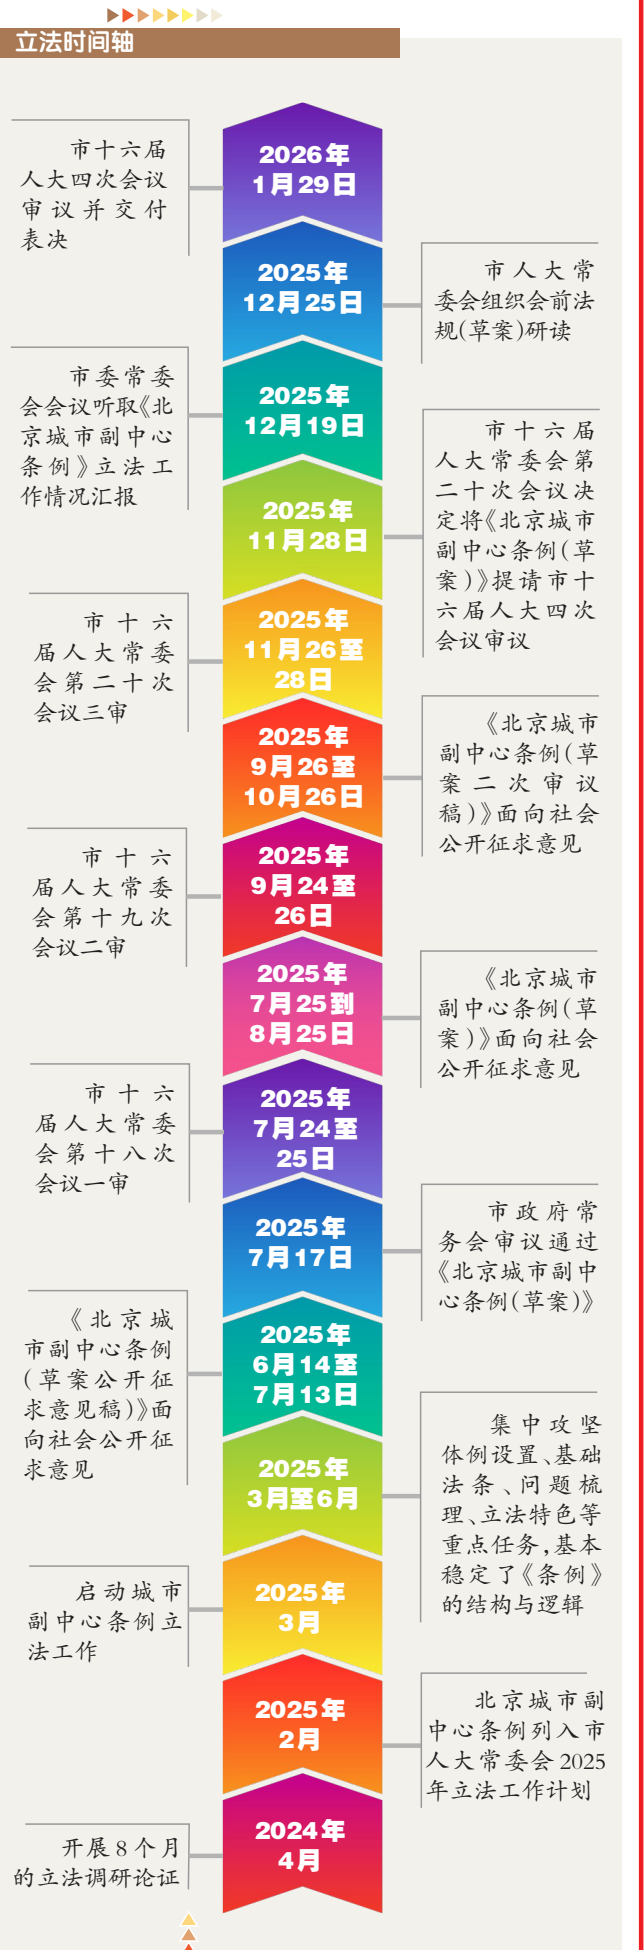 立法时间轴
2026年
1月29日
市十六届
人大四次会议
审议并交付
表决
2025年
12月25日
市人大常
委会组织会前法
规(草案)研读
2025年
12月19日
市委常委
会会议听取《北
京城市副中心
条例》立法工
作情况汇报
2025年
11月28日
市十六届
人大常委会第
二十次会议决
定将《北京城市
副中心条例(草
案)》提请市十
六届人大四次
会议审议
2025年
11月26至
28日
市十六
届人大常委
会第二十次
会议三审
2025年
9月26至
10月26日
《北京城市
副中心条例(草
案二次审议
稿)》面向社会
公开征求意见
2025年
9月24至
26日
市十六
届人大常委
会第十九次
会议二审
2025年
7月25到
8月25日
《北京城市
副中心条例(草
案)》面向社会
公开征求意见
2025年
7月24至
25日
市十六
届人大常委
会第十八次
会议一审
2025年
7月17日
市政府常
务会审议通过
《北京城市副中
心条例(草案)》
2025年
6月14至
7月13日
《北京城
市副中心条例
(草案公开征
求意见稿)》面
向社会公开征
求意见
2025年
3月至6月
集中攻坚
体例设置、基础
法条、问题梳
理、立法特色等
重点任务,基本
稳定了《条例》
的结构与逻辑
2025年
3月
启动城市
副中心条例立
法工作
2025年
2月
北京城市副
中心条例列入市
人大常委会2025
年立法工作计划
2024年
4月
开展8个月
的立法调研论证